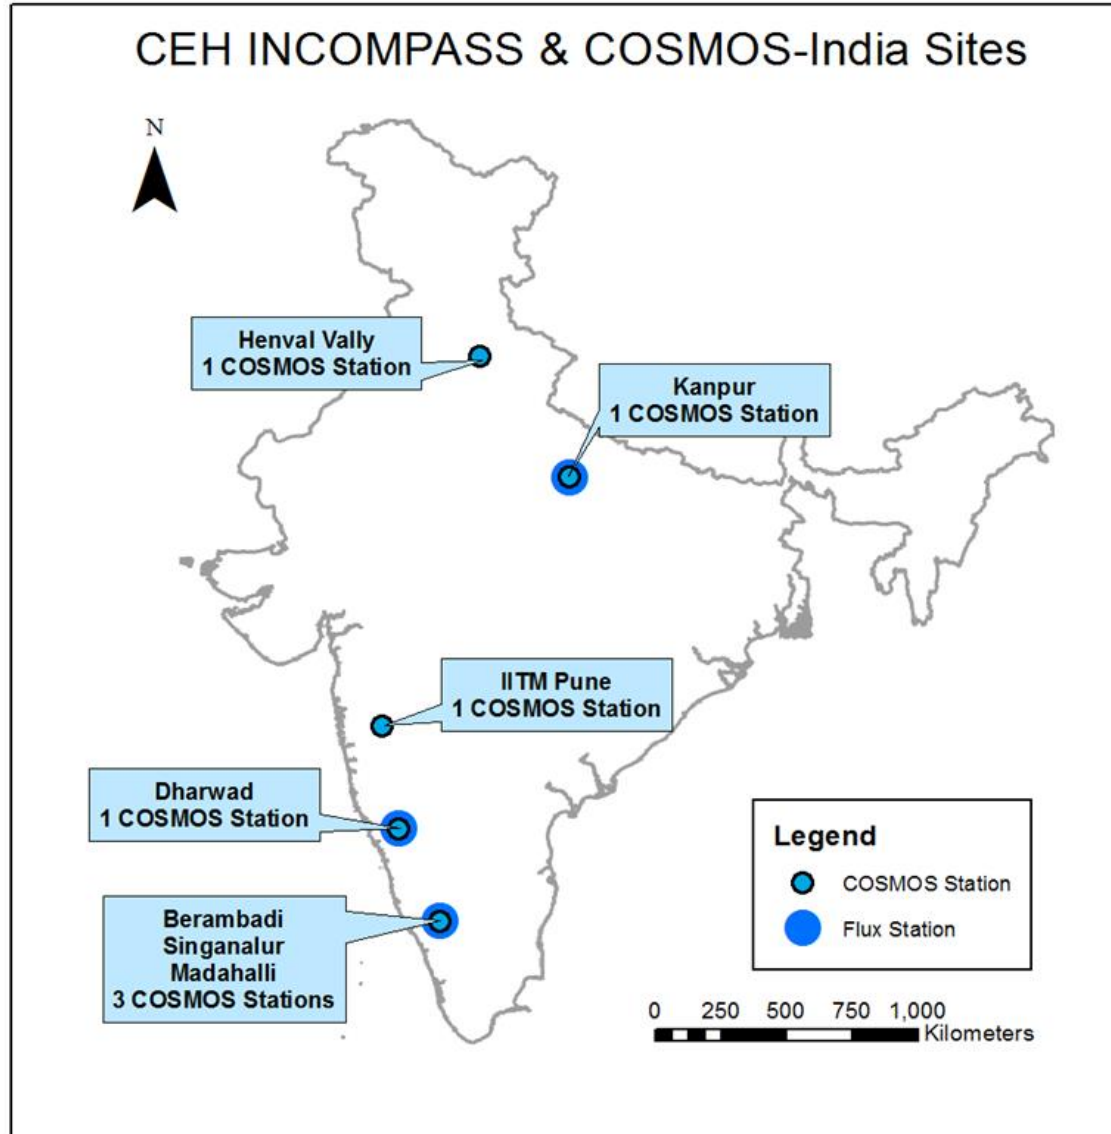 CEH INCOMPASS & COSMOS-India Sites
N
Henval Vally
1 COSMOS Station
Kanpur
1 COSMOS Station
IITM Pune
1 COSMOS Station
Dharwad
1 COSMOS Station
Berambadi
Singanalur
Madahalli
3 COSMOS Stations
Legend
COSMOS Station
Flux Station
0 250 500 750 1,000
Kilometers